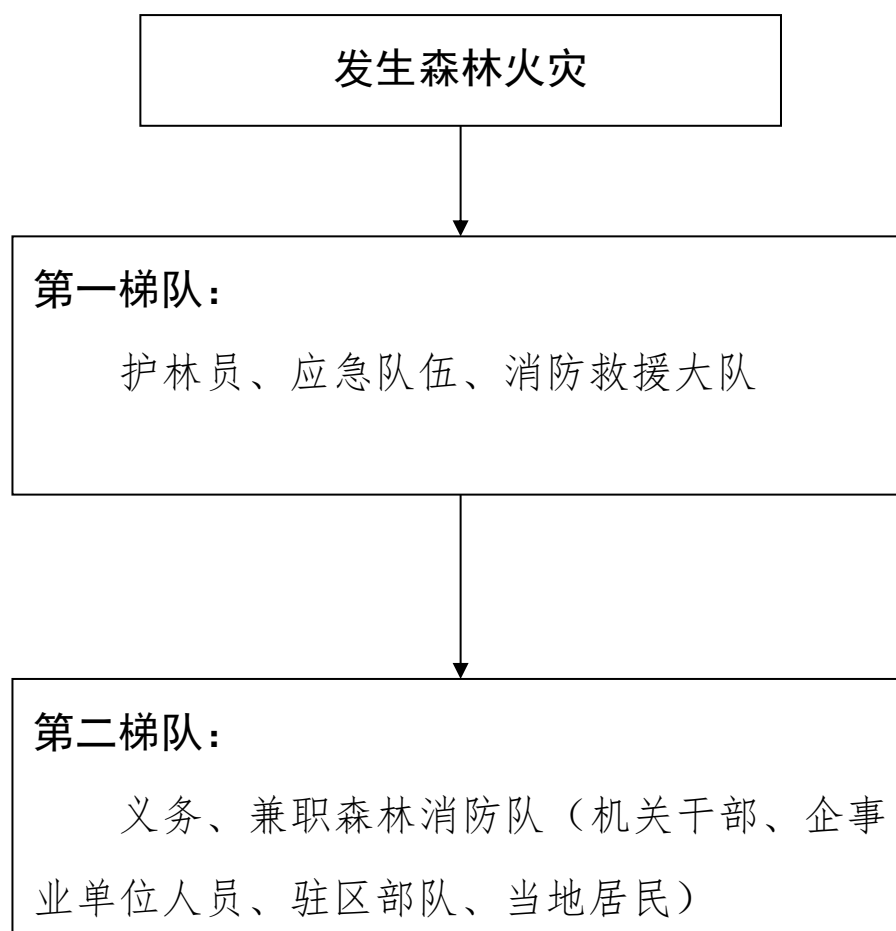 发生森林火灾
第一梯队：
护林员、应急队伍、消防救援大队
第二梯队：
义务、兼职森林消防队（机关干部、企事
业单位人员、驻区部队、当地居民）